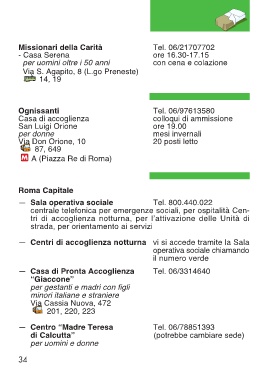 Missionari della Carità Tel. 06/21707702
- Casa Serena ore 16.30-17.15
per uomini oltre i 50 anni con cena e colazione
Via S. Agapito, 8 (L.go Preneste)
14, 19
Ognissanti Tel. 06/97613580
Casa di accoglienza colloqui di ammissione
San Luigi Orione ore 19.00
per donne mesi invernali
Via Don Orione, 10 20 posti letto
87, 649
M A (Piazza Re di Roma)
Roma Capitale
— Sala operativa sociale Tel. 800.440.022
centrale telefonica per emergenze sociali, per ospitalità Cen-
tri di accoglienza notturna, per l'attivazione delle Unità di
strada, per orientamento ai servizi
— Centri di accoglienza notturna vi si accede tramite la Sala
operativa sociale chiamando
il numero verde
— Casa di Pronta Accoglienza Tel. 06/3314640
“Giaccone”
per gestanti e madri con figli
minori italiane e straniere
Via Cassia Nuova, 472
201, 220, 223
— Centro “Madre Teresa Tel. 06/78851393
di Calcutta” (potrebbe cambiare sede)
per uomini e donne
34